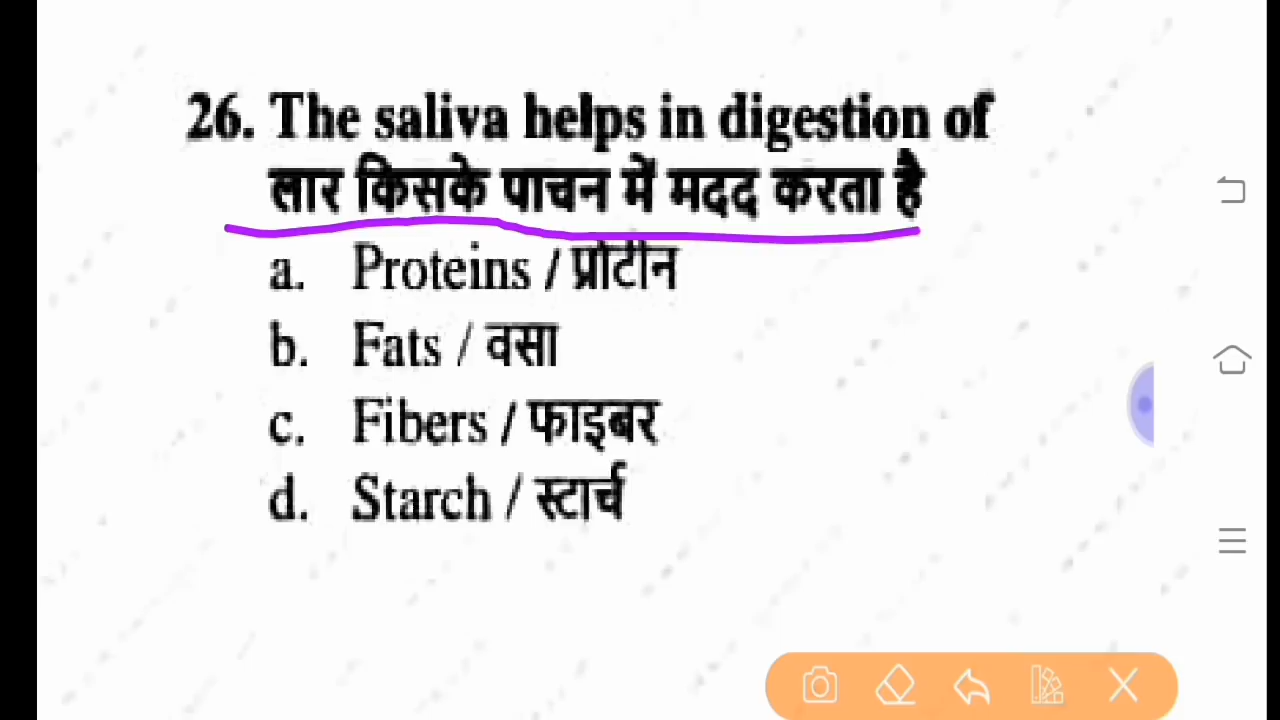 26. The saliva helps in digestion of
लार किसके पाचन में मदद करता है
a. Proteins / प्रोटीन
b. Fats / वसा
c. Fibers / फाइबर
d. Starch / स्टार्च